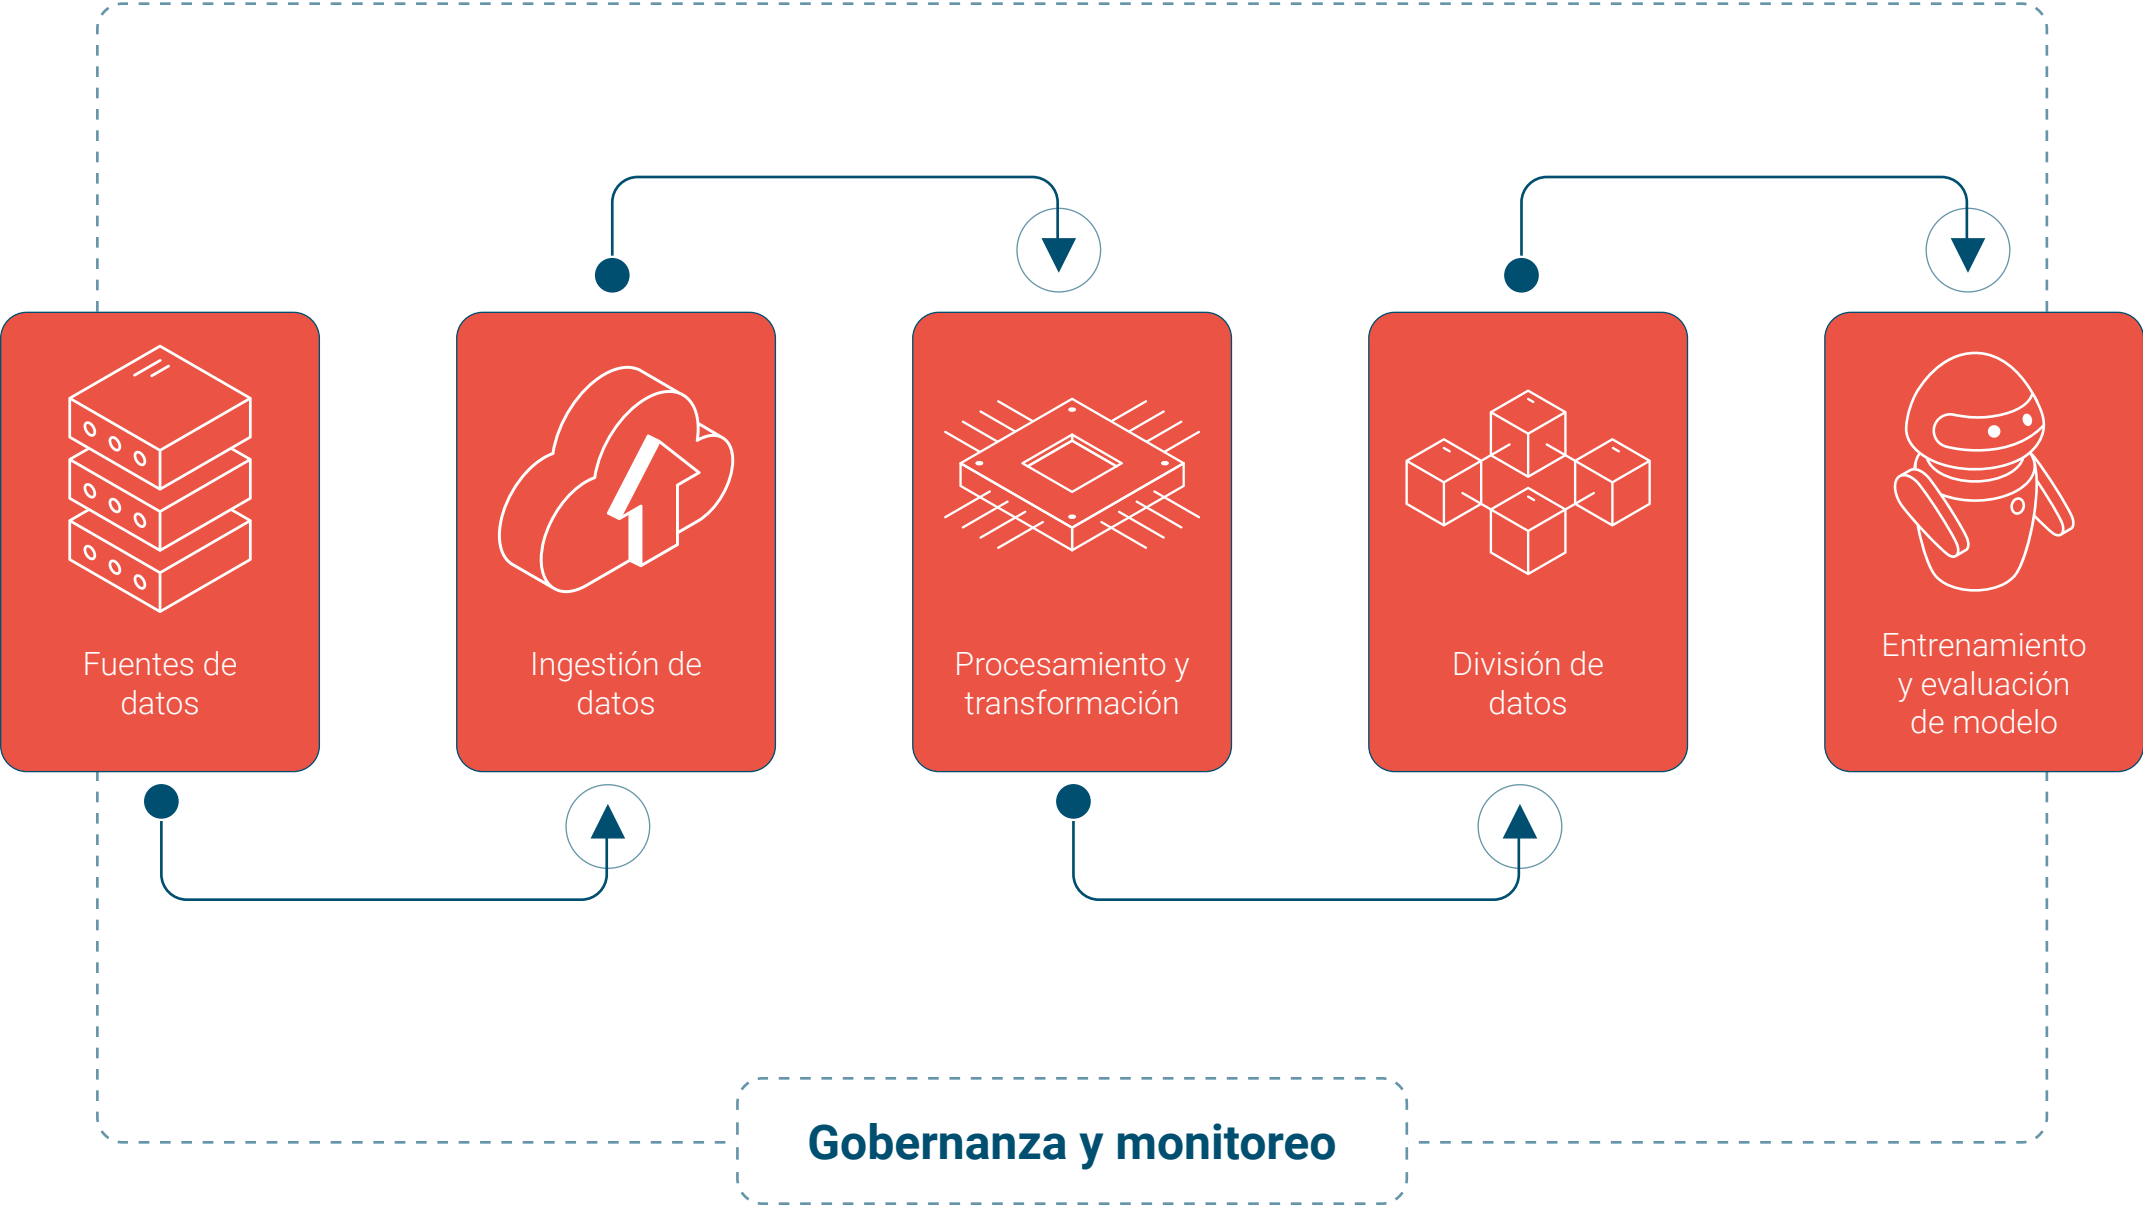 Fuentes de
datos
Ingestión de
datos
Procesamiento y
transformación
División de
datos
Entrenamiento
y evaluación
de modelo
Gobernanza y monitoreo